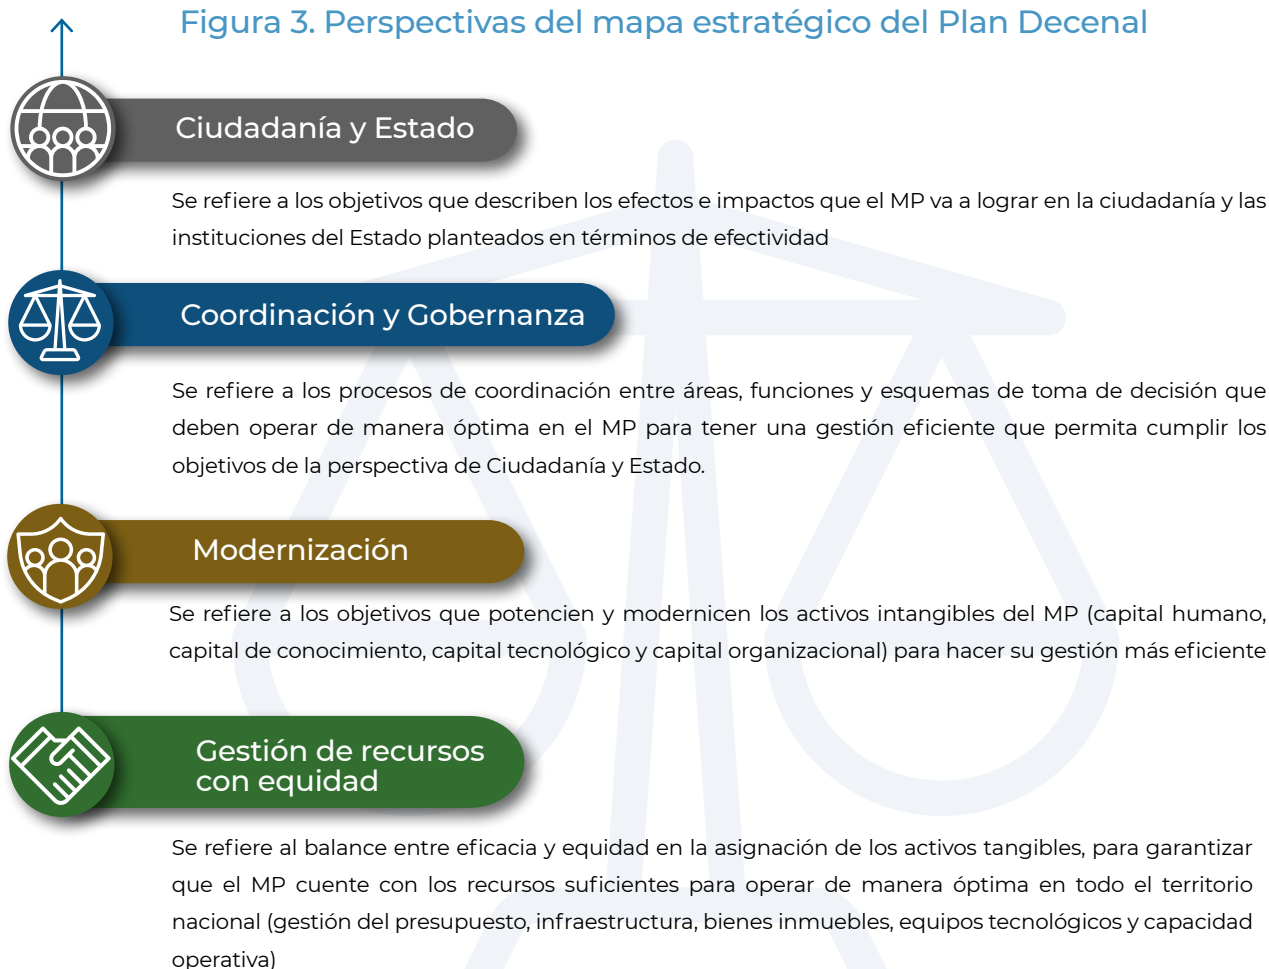 Figura 3. Perspectivas del mapa estratégico del Plan Decenal
Ciudadanía y Estado
Se refiere a los objetivos que describen los efectos e impactos que el MP va a lograr en la ciudadanía y las
instituciones del Estado planteados en términos de efectividad
Coordinación y Gobernanza
Se refiere a los procesos de coordinación entre áreas, funciones y esquemas de toma de decisión que
deben operar de manera óptima en el MP para tener una gestión eficiente que permita cumplir los
objetivos de la perspectiva de Ciudadanía y Estado.
Modernización
Se refiere a los objetivos que potencien y modernicen los activos intangibles del MP (capital humano,
capital de conocimiento, capital tecnológico y capital organizacional) para hacer su gestión más eficiente
Gestión de recursos
con equidad
Se refiere al balance entre eficacia y equidad en la asignación de los activos tangibles, para garantizar
que el MP cuente con los recursos suficientes para operar de manera óptima en todo el territorio
nacional (gestión del presupuesto, infraestructura, bienes inmuebles, equipos tecnológicos y capacidad
operativa)